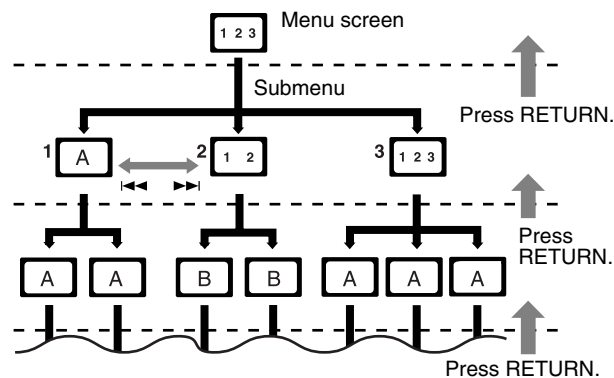 1 2 3
Menu screen
Submenu
Press RETURN.
1 A
2 1 2
3 1 2 3
Press
RETURN.
A A B B A A A
Press RETURN.